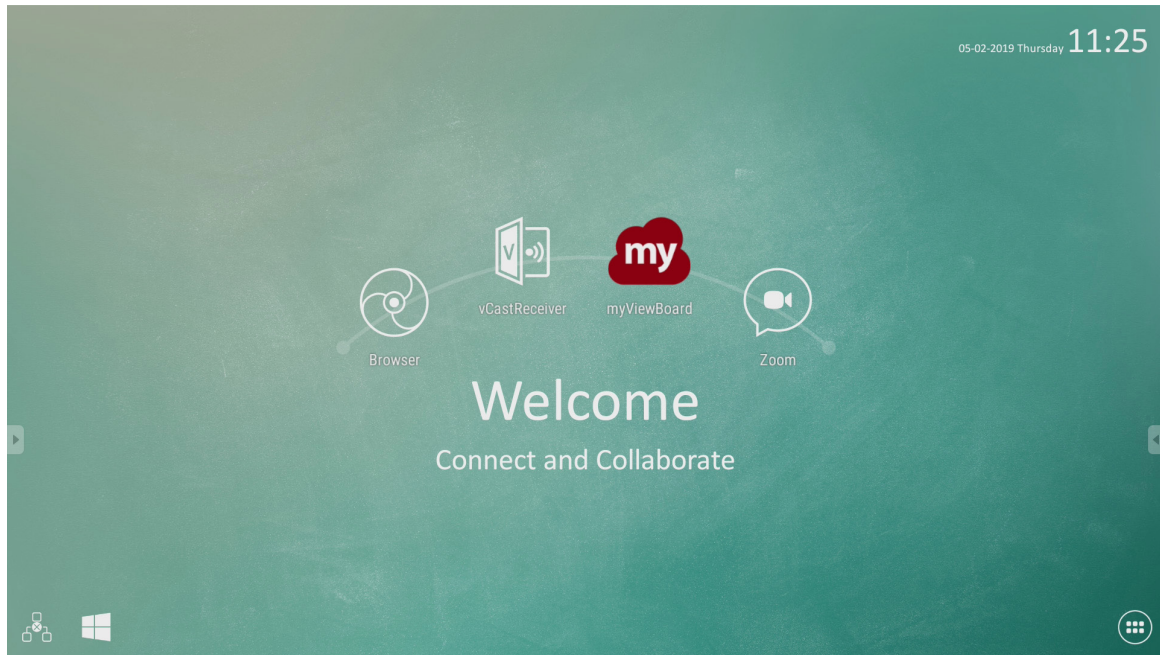 05-02-2019 Thursday 11:25
V
my
vCastReceiver
myViewBoard
Browser
Zoom
Welcome
Connect and Collaborate